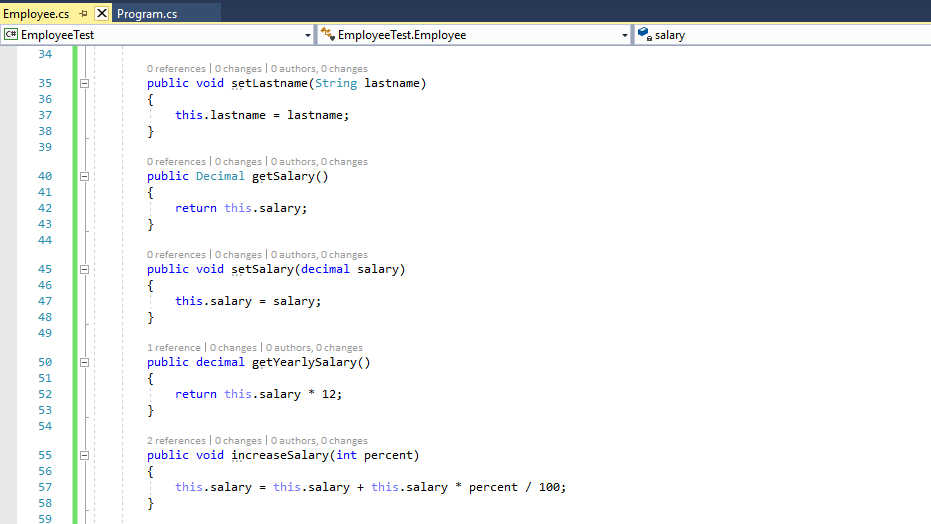 Employee.cs Program.cs
C# EmployeeTest EmployeeTest.Employee salary
34
0 references | 0 changes | 0 authors, 0 changes
35 public void setLastname(String lastname)
36 {
37 this.lastname = lastname;
38 }
39
0 references | 0 changes | 0 authors, 0 changes
40 public Decimal getSalary()
41 {
42 return this.salary;
43 }
44
0 references | 0 changes | 0 authors, 0 changes
45 public void setSalary(decimal salary)
46 {
47 this.salary = salary;
48 }
49
1 reference | 0 changes | 0 authors, 0 changes
50 public decimal getYearlySalary()
51 {
52 return this.salary * 12;
53 }
54
2 references | 0 changes | 0 authors, 0 changes
55 public void increaseSalary(int percent)
56 {
57 this.salary = this.salary + this.salary * percent / 100;
58 }
59